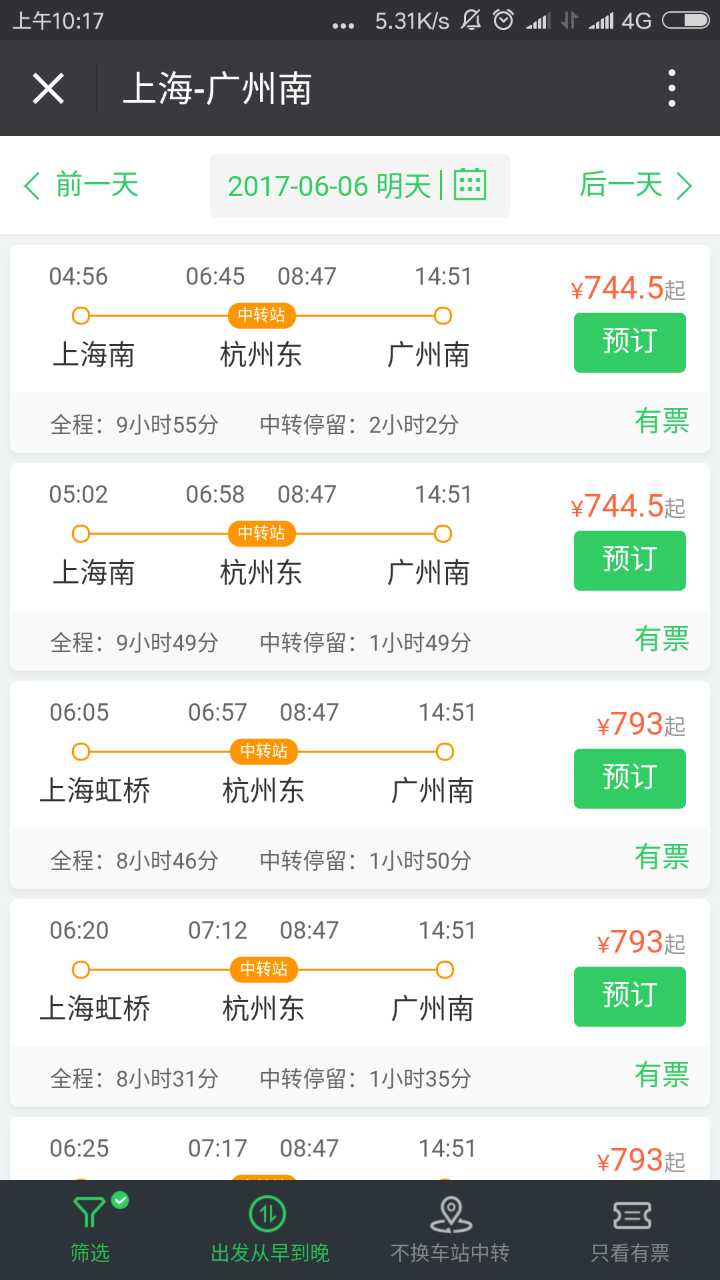 上午10:17 ... 5.31K/s 4G
上海-广州南
前一天 2017-06-06 明天 后一天
04:56 06:45 08:47 14:51 ¥744.5起
中转站
上海南 杭州东 广州南 预订
全程：9小时55分 中转停留：2小时2分 有票
05:02 06:58 08:47 14:51 ¥744.5起
中转站
上海南 杭州东 广州南 预订
全程：9小时49分 中转停留：1小时49分 有票
06:05 06:57 08:47 14:51 ¥793起
中转站
上海虹桥 杭州东 广州南 预订
全程：8小时46分 中转停留：1小时50分 有票
06:20 07:12 08:47 14:51 ¥793起
中转站
上海虹桥 杭州东 广州南 预订
全程：8小时31分 中转停留：1小时35分 有票
06:25 07:17 08:47 14:51 ¥793起
筛选 出发从早到晚 不换车站中转 只看有票